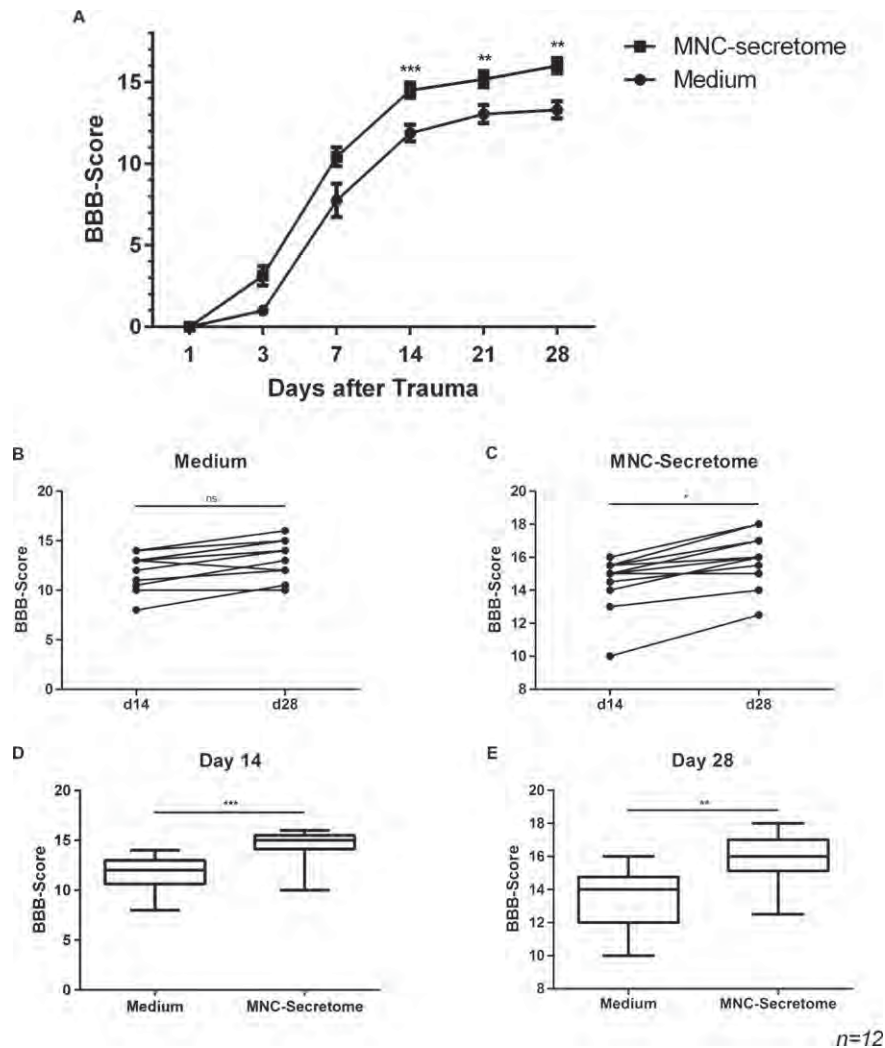 A
MNC-secretome
Medium
BBB-Score
15
10
5
0
*** ** **
1 3 7 14 21 28
Days after Trauma
B
Medium
BBB-Score
20
15
10
5
0
ns
d14 d28
C
MNC-Secretome
BBB-Score
20
18
16
14
12
10
8
*
d14 d28
D
Day 14
BBB-Score
20
15
10
5
0
***
Medium MNC-Secretome
E
Day 28
BBB-Score
20
18
16
14
12
10
8
**
Medium MNC-Secretome
n=12